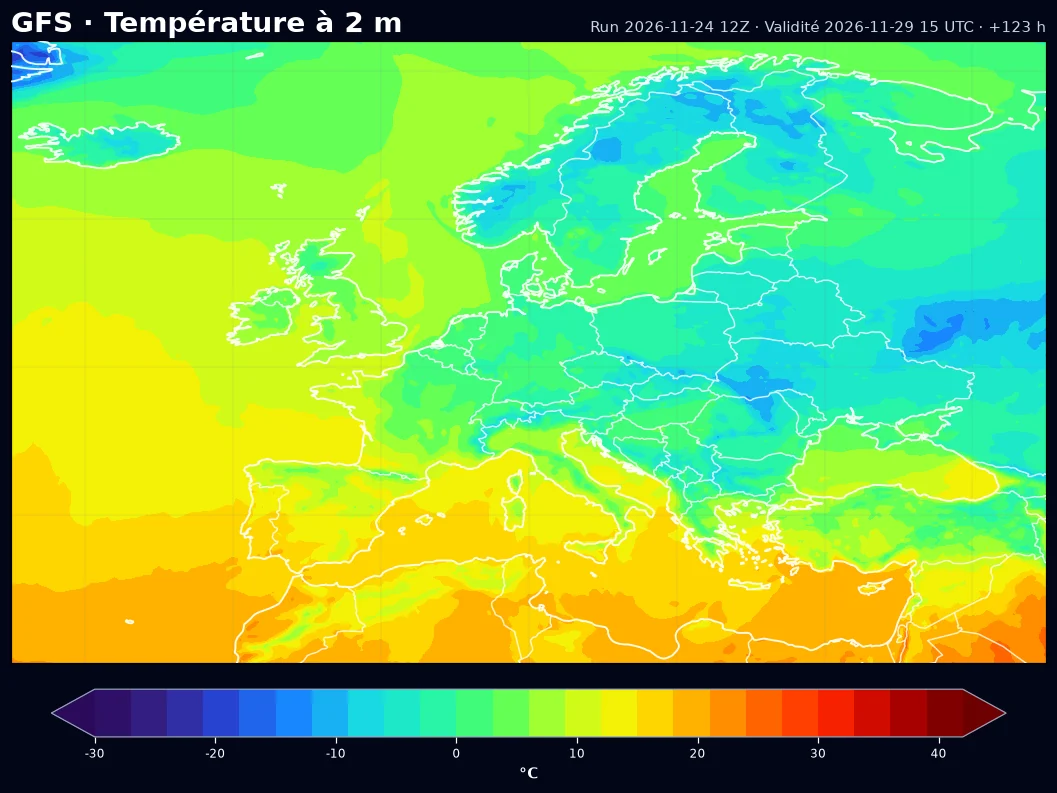 GFS · Température à 2 m
Run 2026-11-24 12Z · Validité 2026-11-29 15 UTC · +123 h
-30 -20 -10 0 10 20 30 40
°C